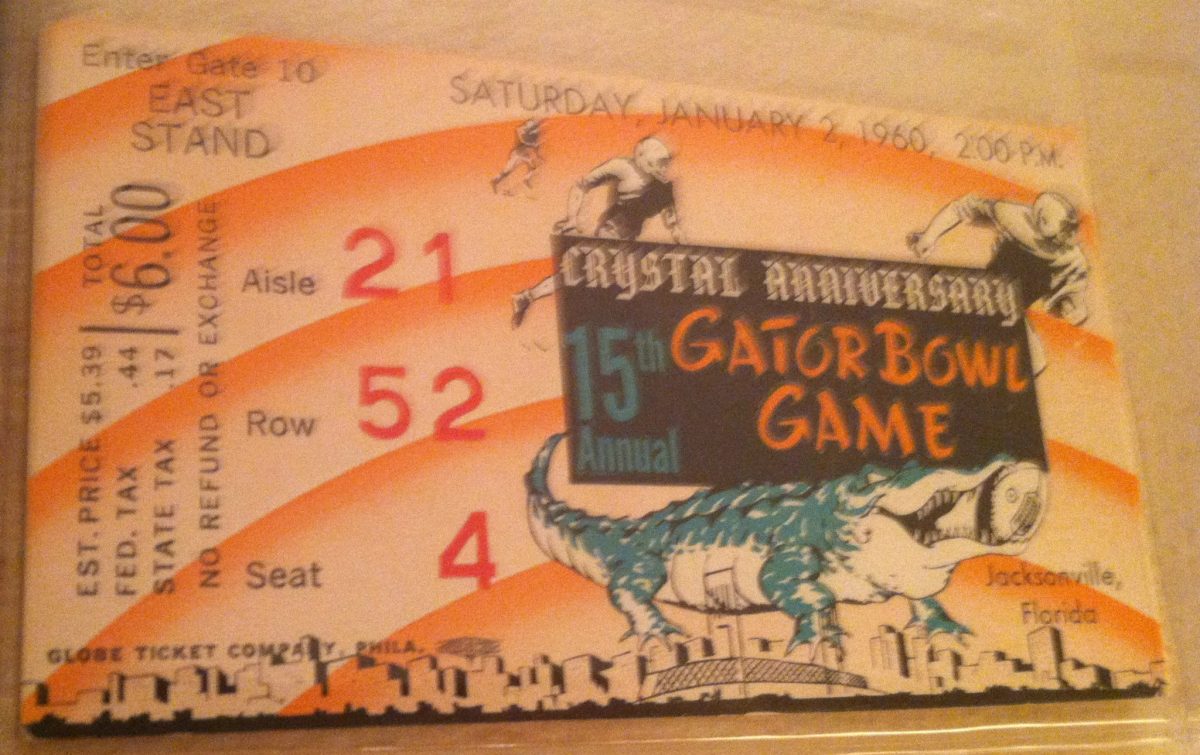 Enter Gate 10
EAST
STAND
SATURDAY, JANUARY 2, 1960, 2:00 P.M.
EST. PRICE $5.39
FED. TAX .44
STATE TAX .17
TOTAL
$6.00
NO REFUND OR EXCHANGE
Aisle 21
Row 52
Seat 4
CRYSTAL ANNIVERSARY
15th
Annual
GATOR BOWL
GAME
Jacksonville,
Florida
GLOBE TICKET COMPANY, PHILA.